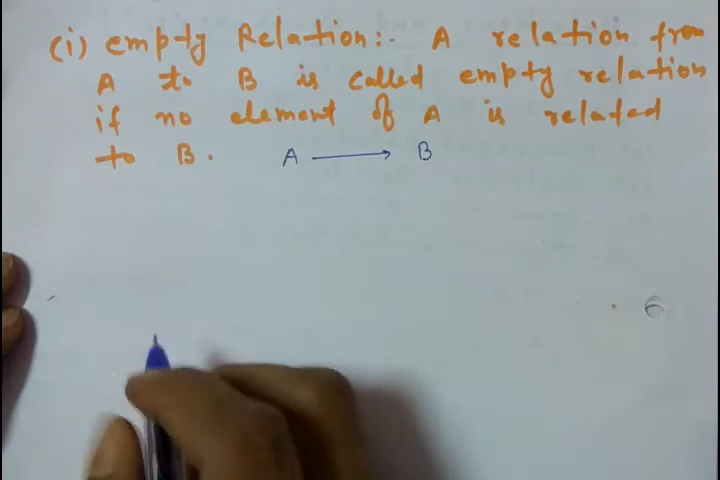 (i) empty Relation:- A relation from
A to B is called empty relation
if no element of A is related
to B. A ⟶ B